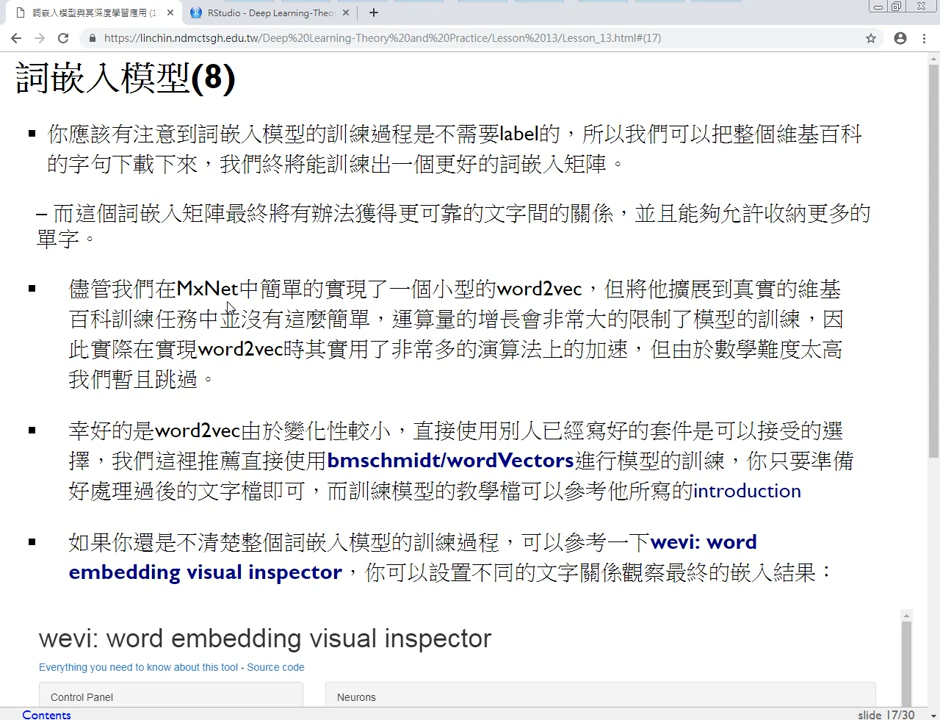 詞嵌入模型與其深度學習應用 (1
RStudio - Deep Learning-Theo
https://linchin.ndmctsgh.edu.tw/Deep%20Learning-Theory%20and%20Practice/Lesson%2013/Lesson_13.html#(17)
詞嵌入模型(8)
你應該有注意到詞嵌入模型的訓練過程是不需要label的，所以我們可以把整個維基百科
的字句下載下來，我們終將能訓練出一個更好的詞嵌入矩陣。
– 而這個詞嵌入矩陣最終將有辦法獲得更可靠的文字間的關係，並且能夠允許收納更多的
單字。
儘管我們在MxNet中簡單的實現了一個小型的word2vec，但將他擴展到真實的維基
百科訓練任務中並沒有這麼簡單，運算量的增長會非常大的限制了模型的訓練，因
此實際在實現word2vec時其實用了非常多的演算法上的加速，但由於數學難度太高
我們暫且跳過。
幸好的是word2vec由於變化性較小，直接使用別人已經寫好的套件是可以接受的選
擇，我們這裡推薦直接使用bmschmidt/wordVectors進行模型的訓練，你只要準備
好處理過後的文字檔即可，而訓練模型的教學檔可以參考他所寫的introduction
如果你還是不清楚整個詞嵌入模型的訓練過程，可以參考一下wevi: word
embedding visual inspector，你可以設置不同的文字關係觀察最終的嵌入結果：
wevi: word embedding visual inspector
Everything you need to know about this tool - Source code
Control Panel
Neurons
Contents
slide 17/30